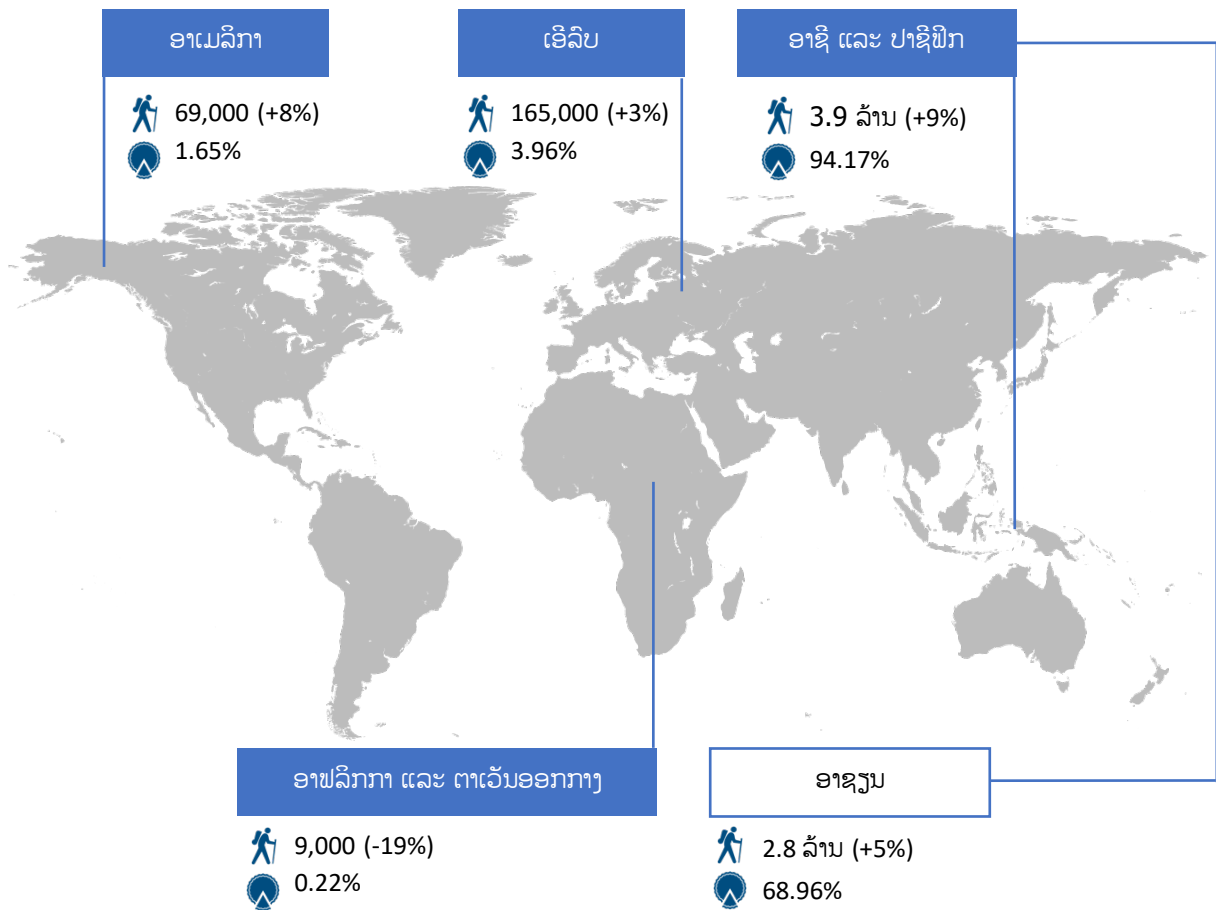 ອາເມລິກາ
69,000 (+8%)
1.65%
ເອີລົບ
165,000 (+3%)
3.96%
ອາຊີ ແລະ ປາຊີຟິກ
3.9 ລ້ານ (+9%)
94.17%
ອາຟລິກກາ ແລະ ຕາເວັນອອກກາງ
9,000 (-19%)
0.22%
ອາຊຽນ
2.8 ລ້ານ (+5%)
68.96%